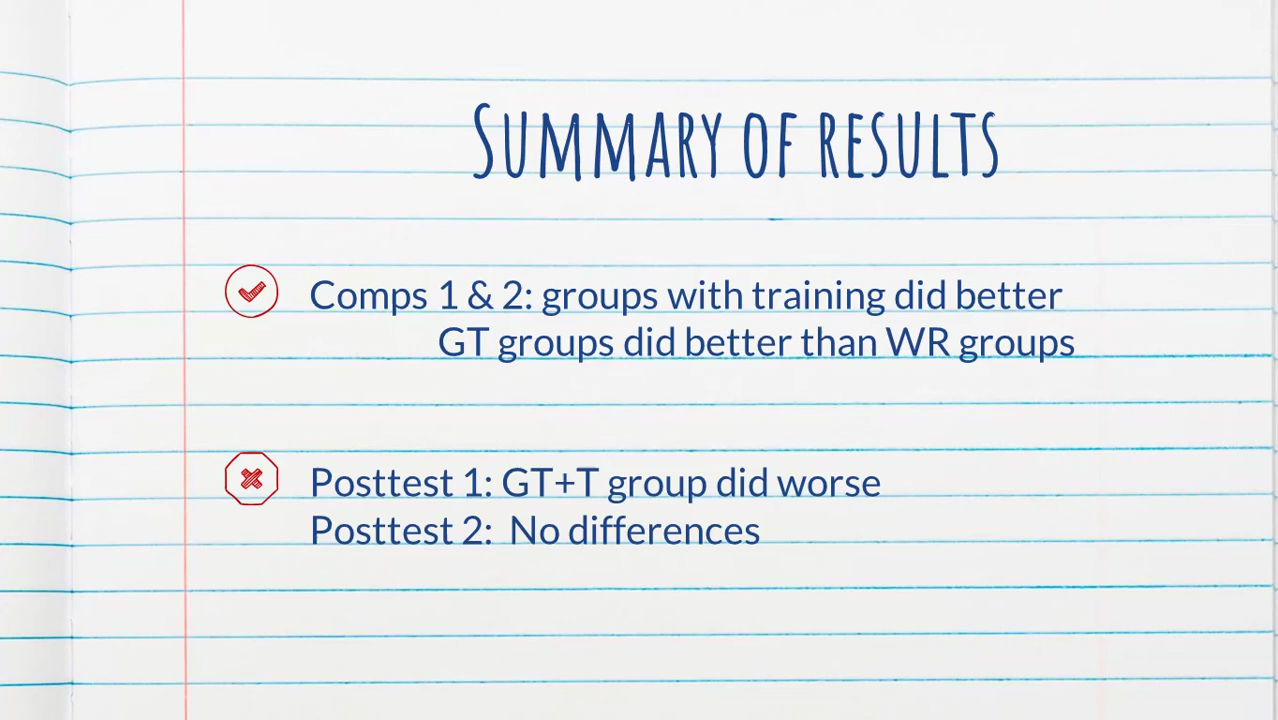 Summary of results
Comps 1 & 2: groups with training did better
GT groups did better than WR groups
Posttest 1: GT+T group did worse
Posttest 2: No differences